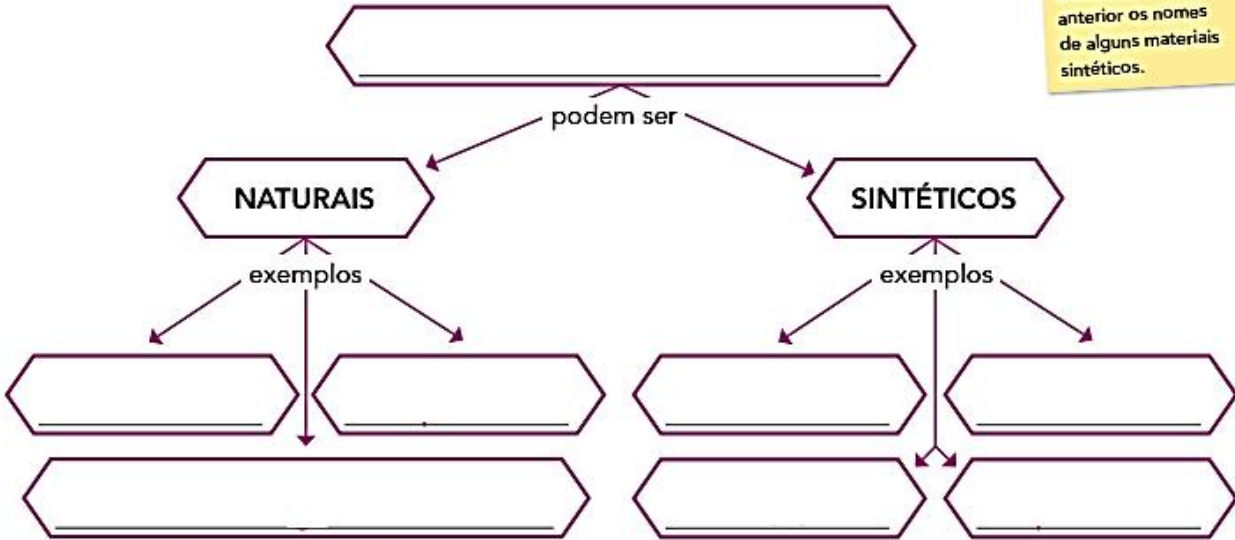 anterior os nomes
de alguns materiais
sintéticos.
podem ser
NATURAIS
SINTÉTICOS
exemplos
exemplos